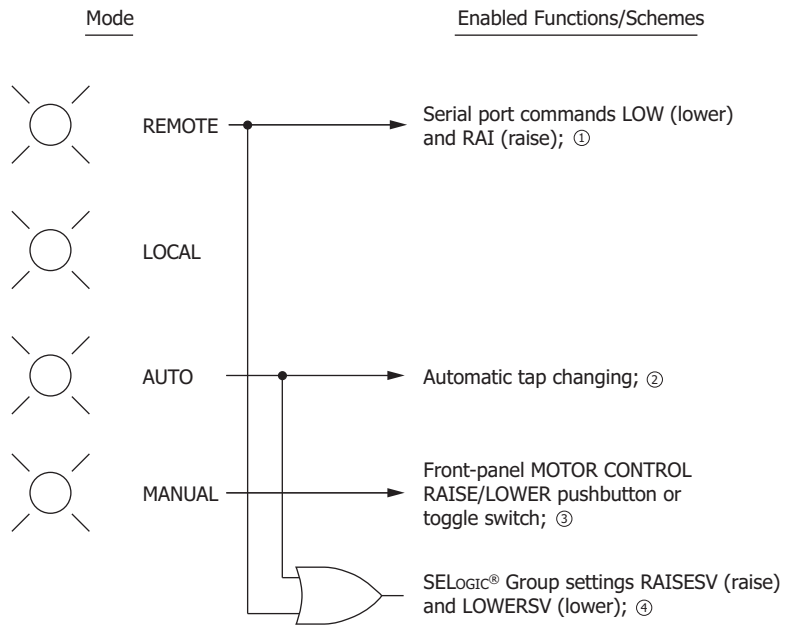 Mode
Enabled Functions/Schemes
REMOTE
Serial port commands LOW (lower)
and RAI (raise); ①
LOCAL
AUTO
Automatic tap changing; ②
MANUAL
Front-panel MOTOR CONTROL
RAISE/LOWER pushbutton or
toggle switch; ③
SELOGIC® Group settings RAISESV (raise)
and LOWERSV (lower); ④